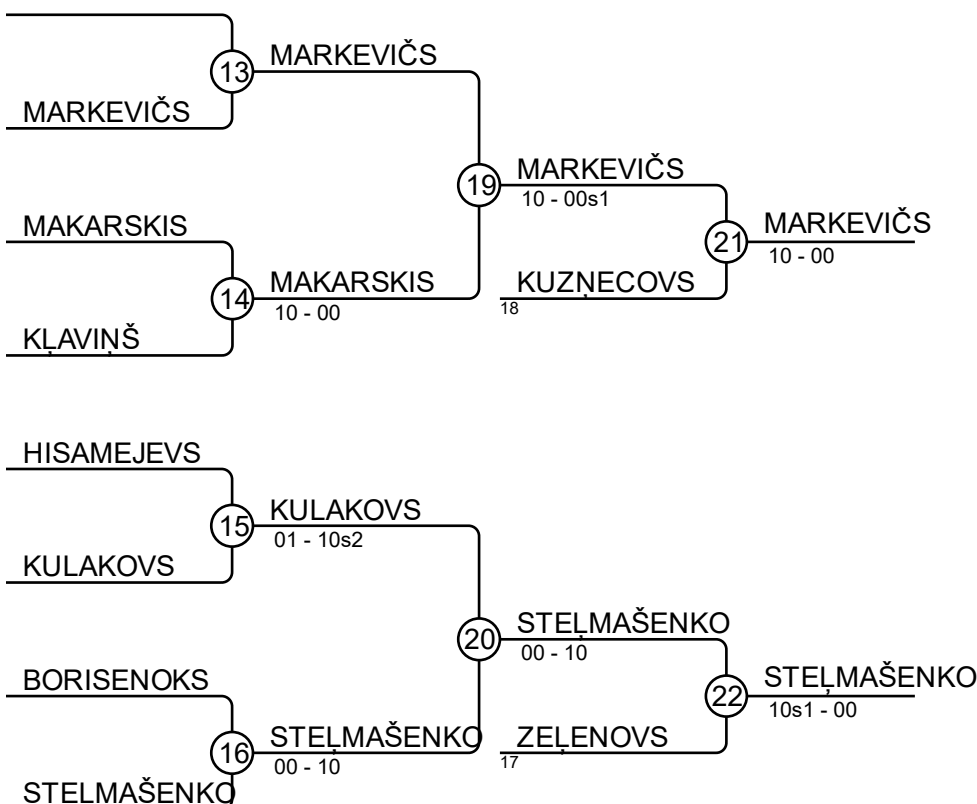 13 MARKEVIČS
MARKEVIČS
19 MARKEVIČS
10 - 00s1
MAKARSKIS
21 MARKEVIČS
10 - 00
14 MAKARSKIS
10 - 00
KUZŅECOVS
18
KĻAVIŅŠ
HISAMEJEVS
15 KULAKOVS
01 - 10s2
KULAKOVS
20 STEĻMAŠENKO
00 - 10
BORISENOKS
22 STEĻMAŠENKO
10s1 - 00
16 STEĻMAŠENKO
00 - 10
ZEĻENOVS
17
STEĻMAŠENKO